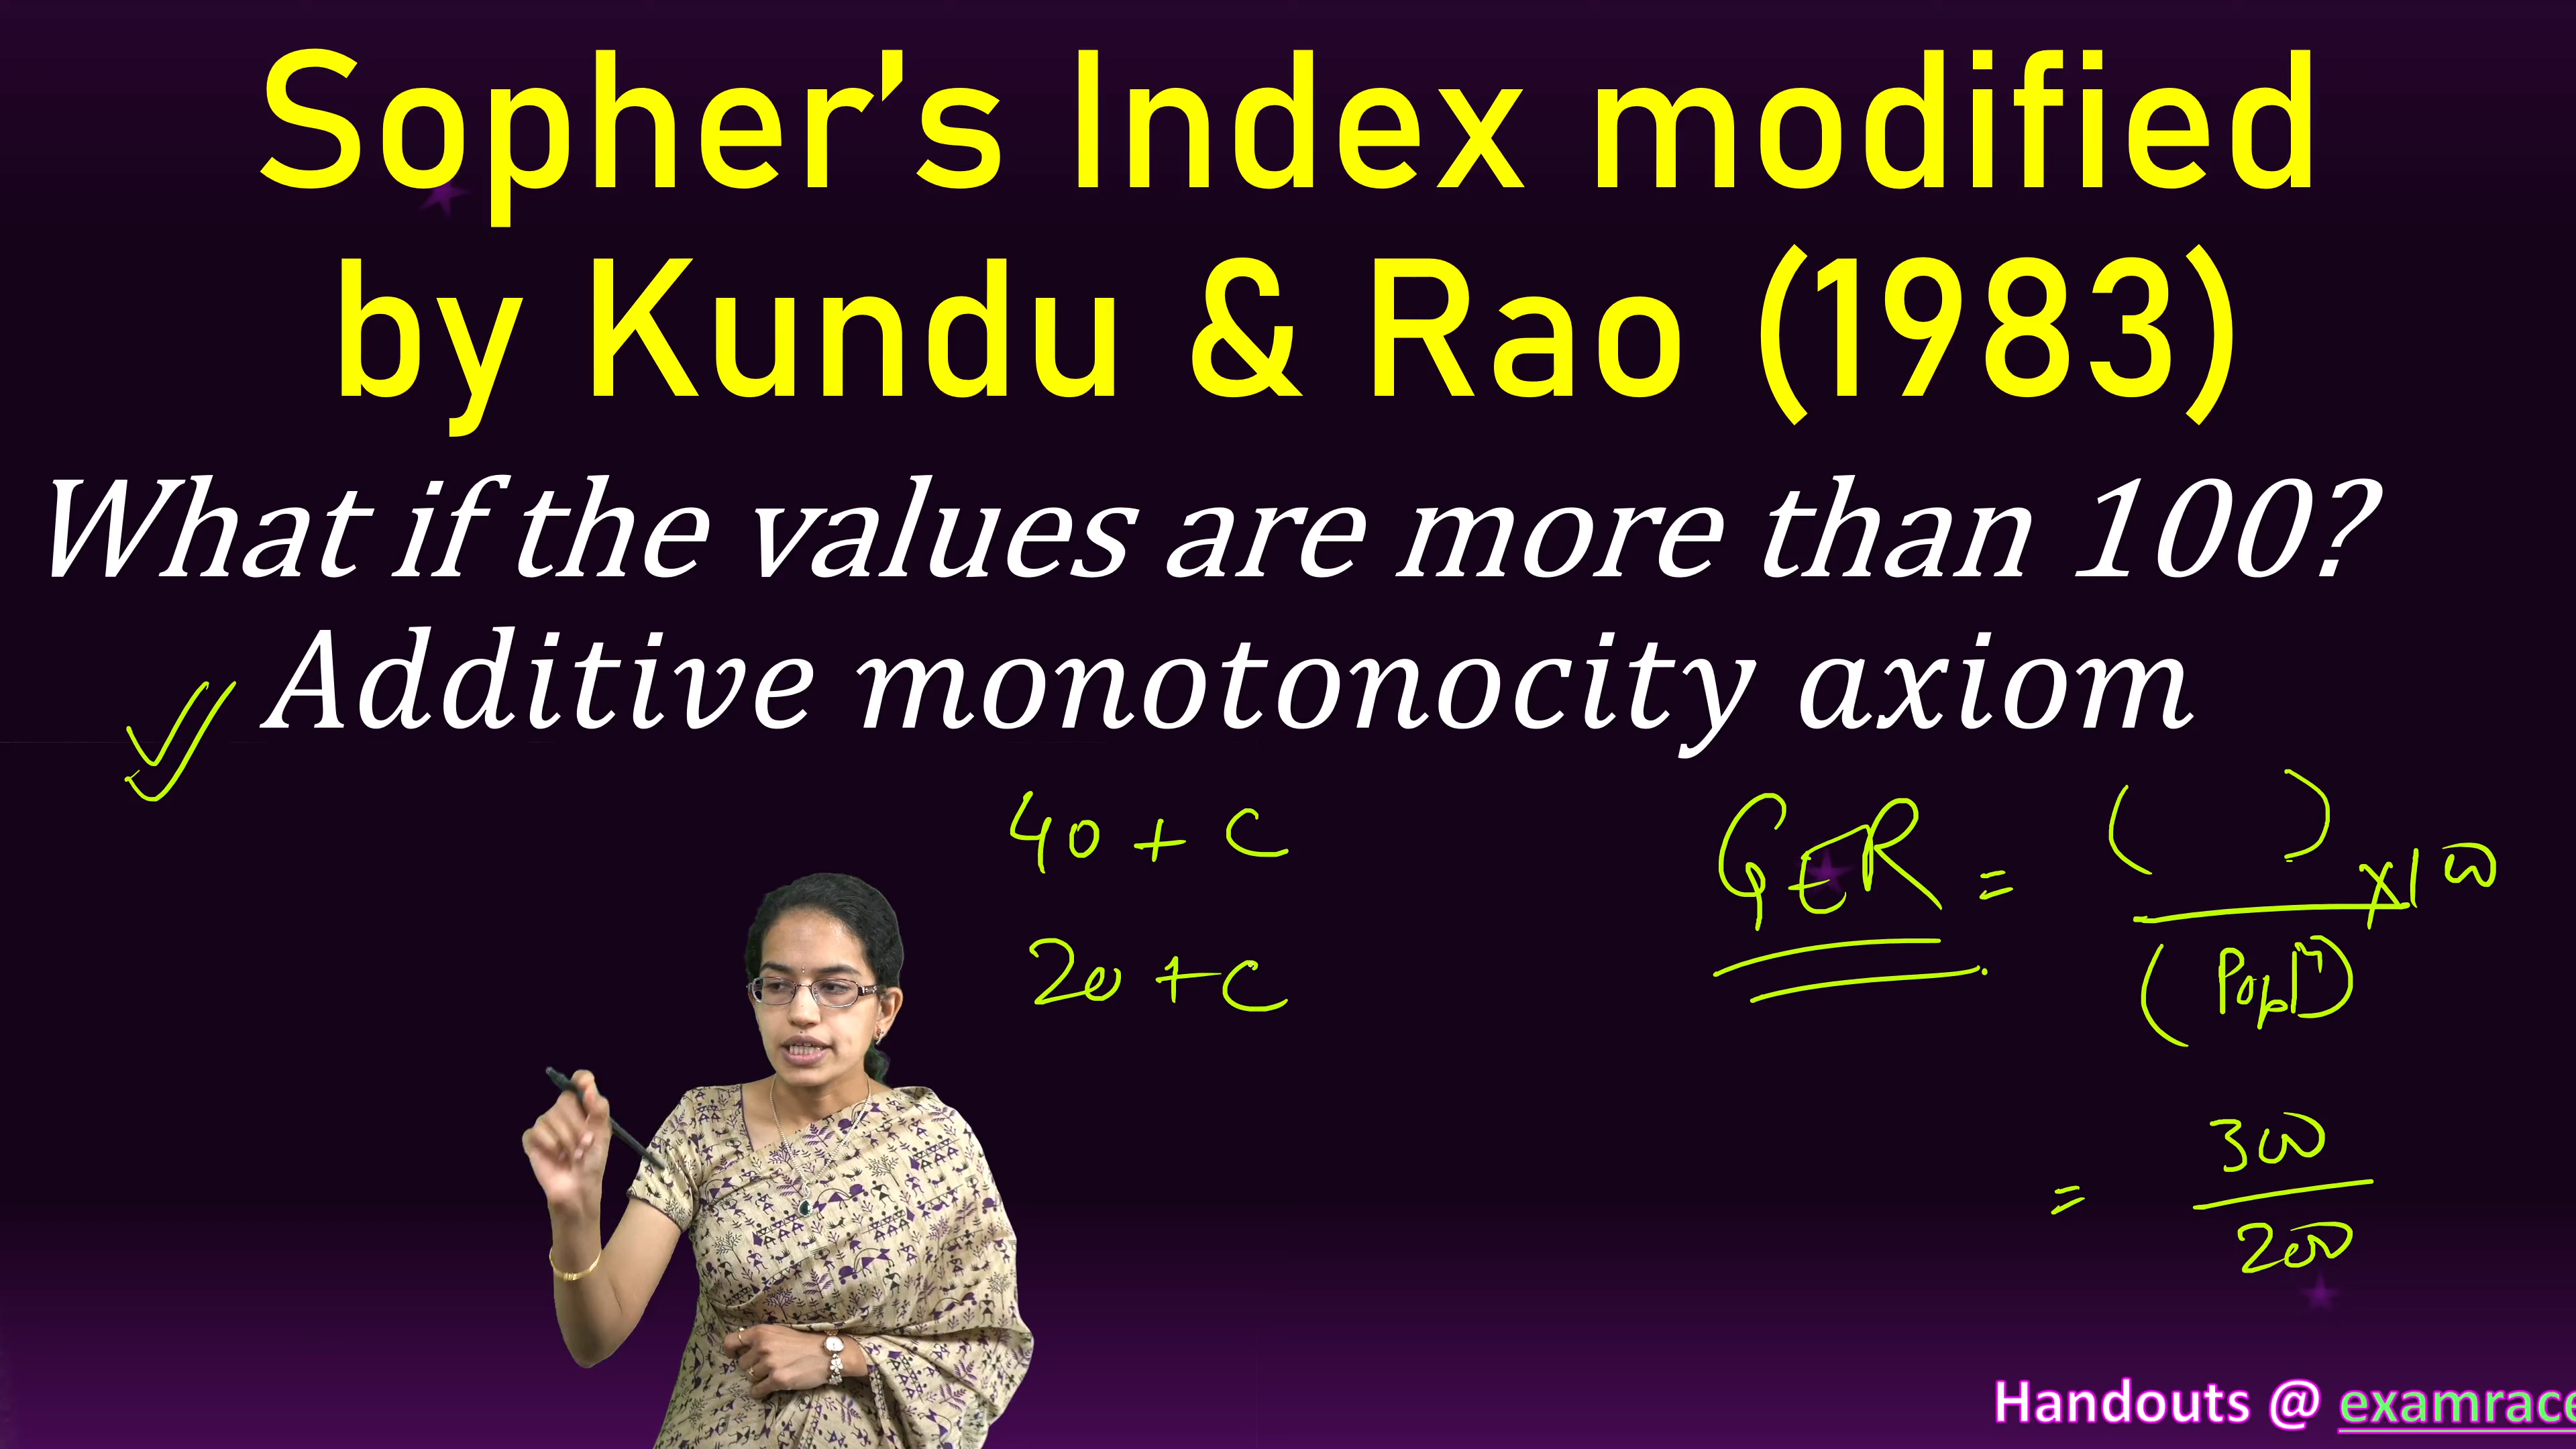 Sopher's Index modified
by Kundu & Rao (1983)
What if the values are more than 100?
Additive monotonocity axiom
40 + C
20 + C
GER = ( ) / (Popln) x100
= 300 / 200
Handouts @ examrace